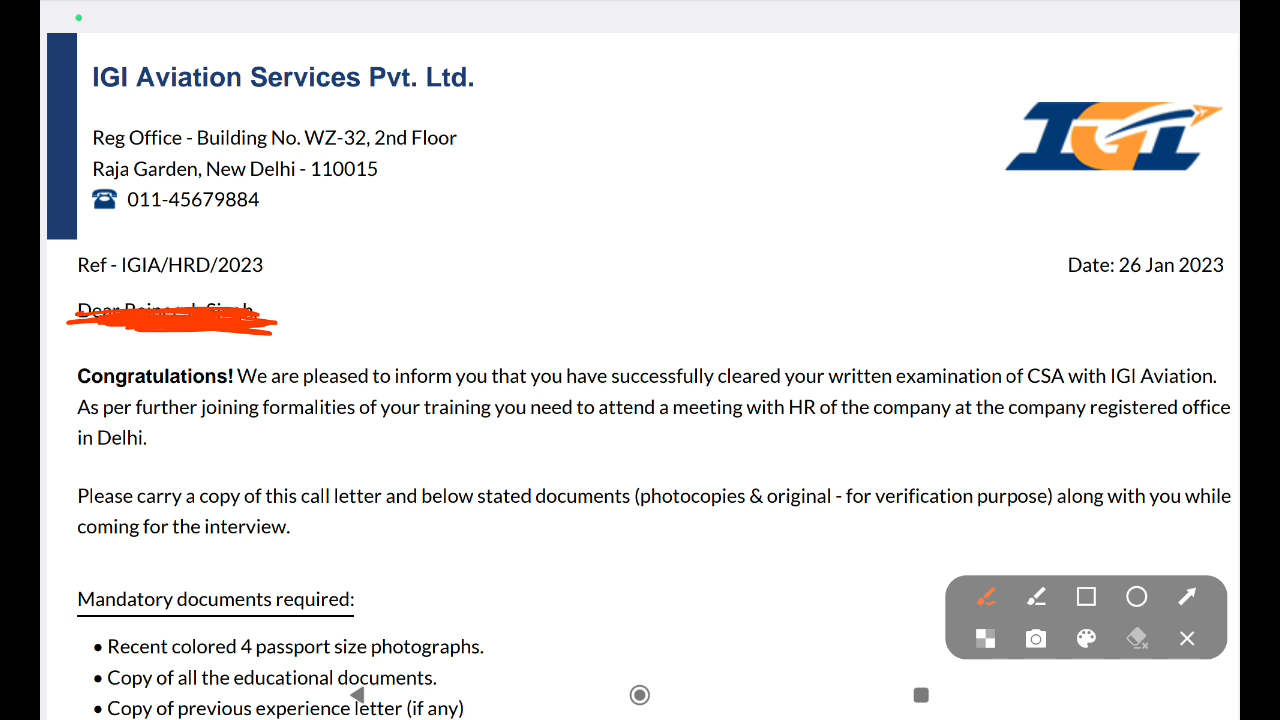 IGI Aviation Services Pvt. Ltd.
Reg Office - Building No. WZ-32, 2nd Floor
Raja Garden, New Delhi - 110015
011-45679884
IGI
Ref - IGIA/HRD/2023
Date: 26 Jan 2023
Dear
Congratulations! We are pleased to inform you that you have successfully cleared your written examination of CSA with IGI Aviation.
As per further joining formalities of your training you need to attend a meeting with HR of the company at the company registered office
in Delhi.
Please carry a copy of this call letter and below stated documents (photocopies & original - for verification purpose) along with you while
coming for the interview.
Mandatory documents required:
• Recent colored 4 passport size photographs.
• Copy of all the educational documents.
• Copy of previous experience letter (if any)